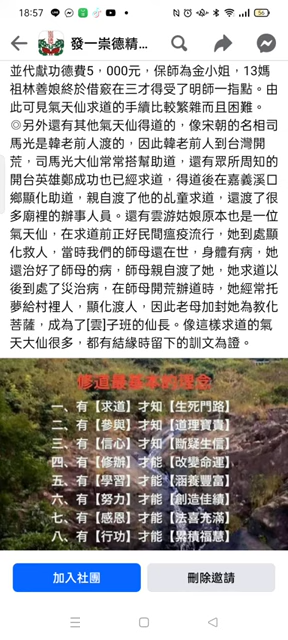 18:57
56
發一崇德精...
並代獻功德費5，000元，保師為金小姐，13媽
祖林善娘終於借竅在三才得受了明師一指點。由
此可見氣天仙求道的手續比較繁雜而且困難。
◎另外還有其他氣天仙得道的，像宋朝的名相司
馬光是韓老前人渡的，因此韓老前人到台灣開
荒，司馬光大仙常常搭幫助道，還有眾所周知的
開台英雄鄭成功也已經求道，得道後在嘉義溪口
鄉顯化助道，親自渡了他的乩童求道，還渡了很
多廟裡的辦事人員。還有雲游姑娘原本也是一位
氣天仙，在求道前正好民間瘟疫流行，她到處顯
化救人，當時我們的師母還在世，身體有病，她
還治好了師母的病，師母親自渡了她，她求道以
後到處了災治病，在師母開荒辦道時，她經常托
夢給村裡人，顯化渡人，因此老母加封她為教化
菩薩，成為了[雲]子班的仙長。像這樣求道的氣
天大仙很多，都有結緣時留下的訓文為證。
修道最基本的理念
一、有【求道】才知【生死門路】
二、有【參與】才知【道理寶貴】
三、有【信心】才知【斷疑生信】
四、有【修辦】才能【改變命運】
五、有【學習】才能【涵養豐富】
六、有【努力】才能【創造佳績】
七、有【感恩】才能【法喜充滿】
八、有【行功】才能【累積福慧】
加入社團
刪除邀請